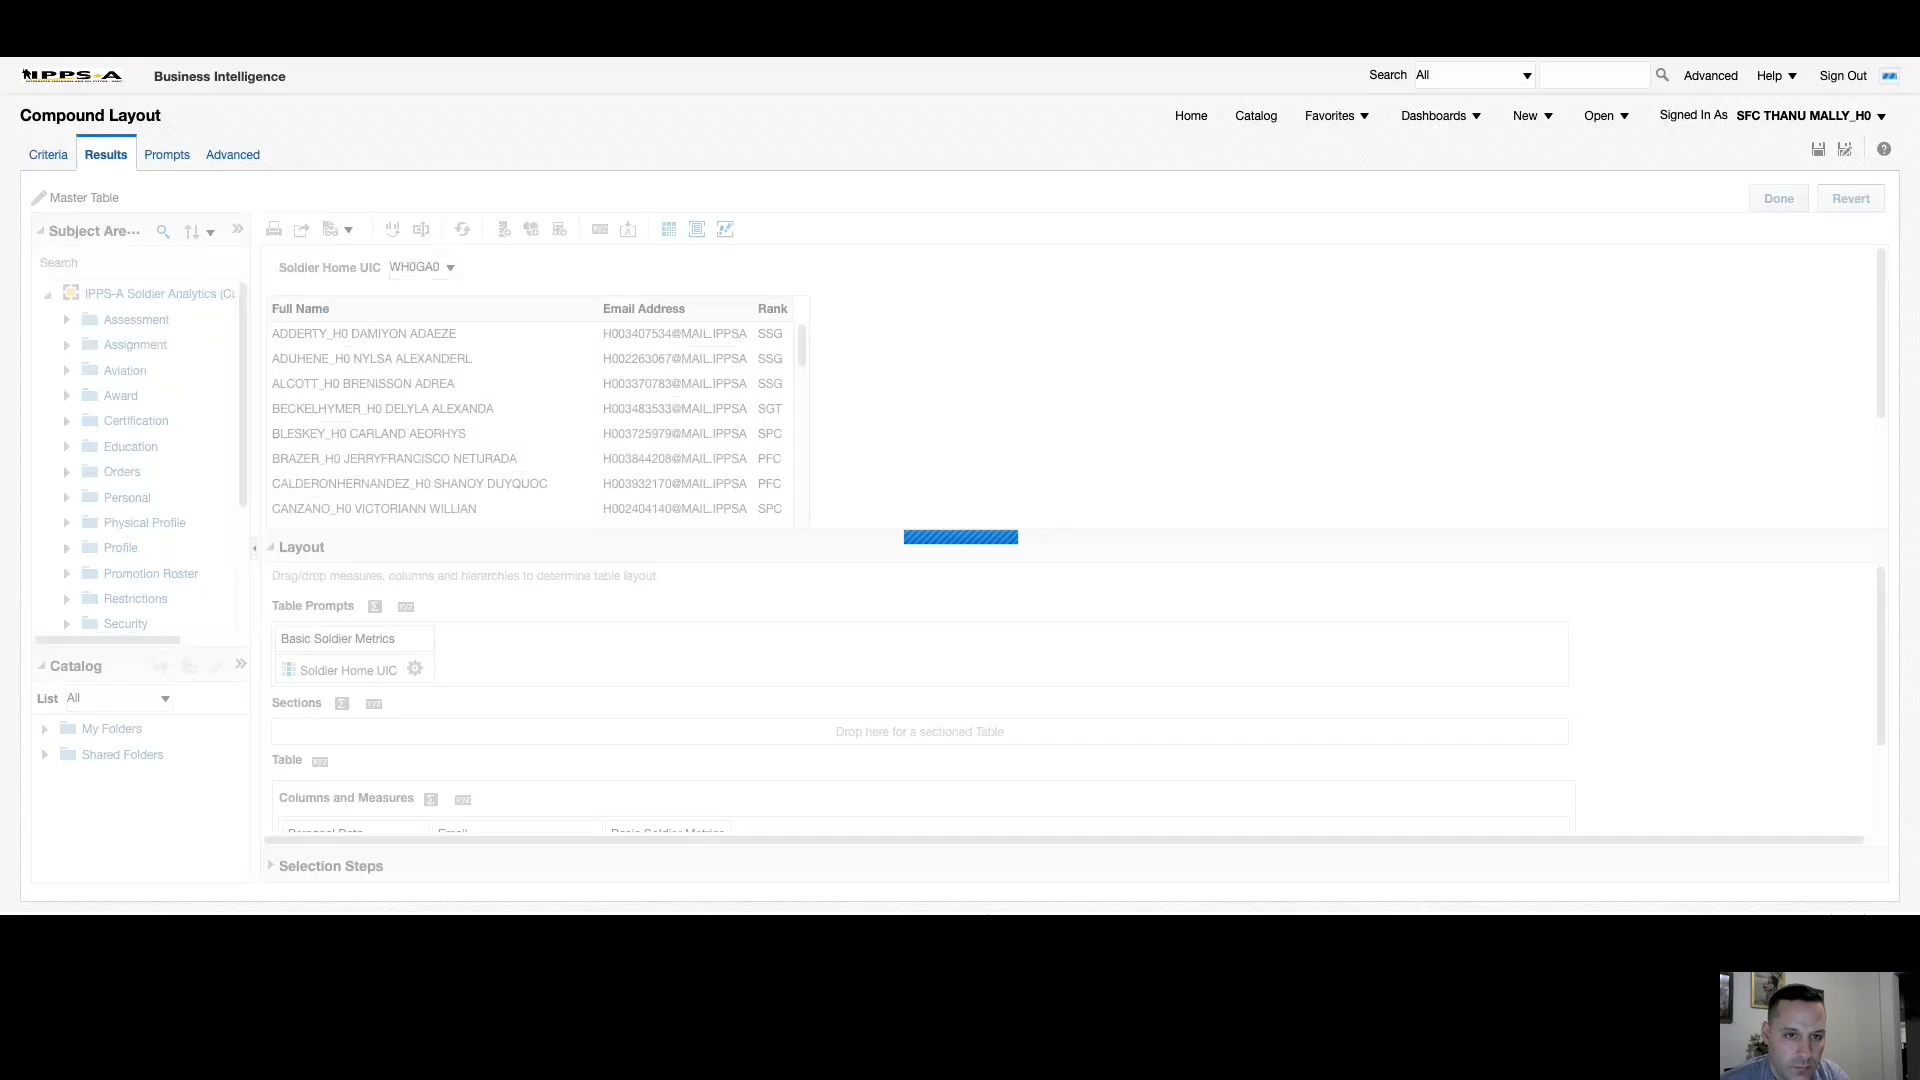 IPPS-A
Business Intelligence
Search All
Advanced Help Sign Out
Compound Layout
Home Catalog Favorites Dashboards New Open Signed In As SFC THANU MALLY_H0
Criteria Results Prompts Advanced
Master Table
Done Revert
Subject Are...
Search
IPPS-A Soldier Analytics (Cu
Assessment
Assignment
Aviation
Award
Certification
Education
Orders
Personal
Physical Profile
Profile
Promotion Roster
Restrictions
Security
Catalog
List All
My Folders
Shared Folders
Soldier Home UIC WH0GA0
Full Name Email Address Rank
ADDERTY_H0 DAMIYON ADAEZE H003407534@MAIL.IPPSA SSG
ADUHENE_H0 NYLSA ALEXANDERL H002263067@MAIL.IPPSA SSG
ALCOTT_H0 BRENISSON ADREA H003370783@MAIL.IPPSA SSG
BECKELHYMER_H0 DELYLA ALEXANDA H003483533@MAIL.IPPSA SGT
BLESKEY_H0 CARLAND AEORHYS H003725979@MAIL.IPPSA SPC
BRAZER_H0 JERRYFRANCISCO NETURADA H003844208@MAIL.IPPSA PFC
CALDERONHERNANDEZ_H0 SHANOY DUYQUOC H003932170@MAIL.IPPSA PFC
CANZANO_H0 VICTORIANN WILLIAN H002404140@MAIL.IPPSA SPC
Layout
Drag/drop measures, columns and hierarchies to determine table layout.
Table Prompts
Basic Soldier Metrics
Soldier Home UIC
Sections
Drop here for a sectioned Table
Table
Columns and Measures
Personal Data Email Basic Soldier Metrics
Selection Steps